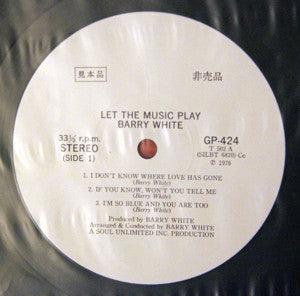 見本品
非売品
LET THE MUSIC PLAY
BARRY WHITE
33⅓ r.p.m.
STEREO
(SIDE 1)
GP-424
T 502 A
(SILBT 6820) Co
℗ 1976
1. I DON'T KNOW WHERE LOVE HAS GONE
(Barry White)
2. IF YOU KNOW, WON'T YOU TELL ME
(Barry White)
3. I'M SO BLUE AND YOU ARE TOO
(Barry White)
Produced by BARRY WHITE
Arranged & Conducted by BARRY WHITE
A SOUL UNLIMITED INC. PRODUCTION